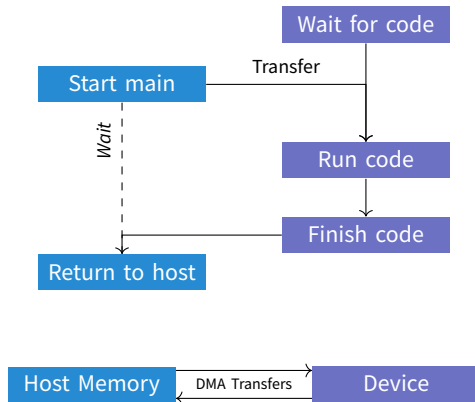 Wait for code
Transfer
Start main
Wait
Run code
Finish code
Return to host
Host Memory
DMA Transfers
Device